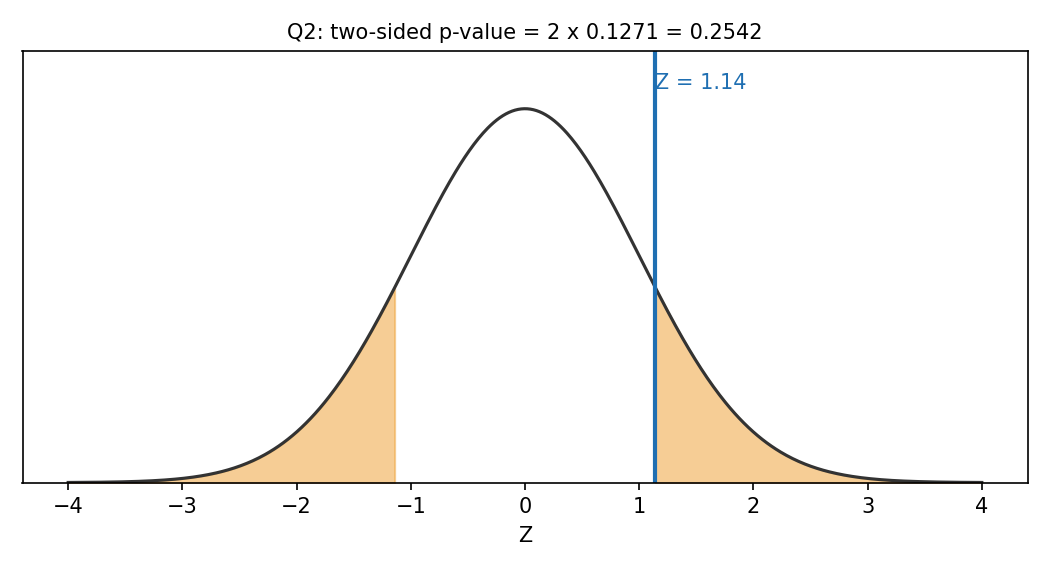 Q2: two-sided p-value = 2 x 0.1271 = 0.2542
Z = 1.14
−4 −3 −2 −1 0 1 2 3 4
Z